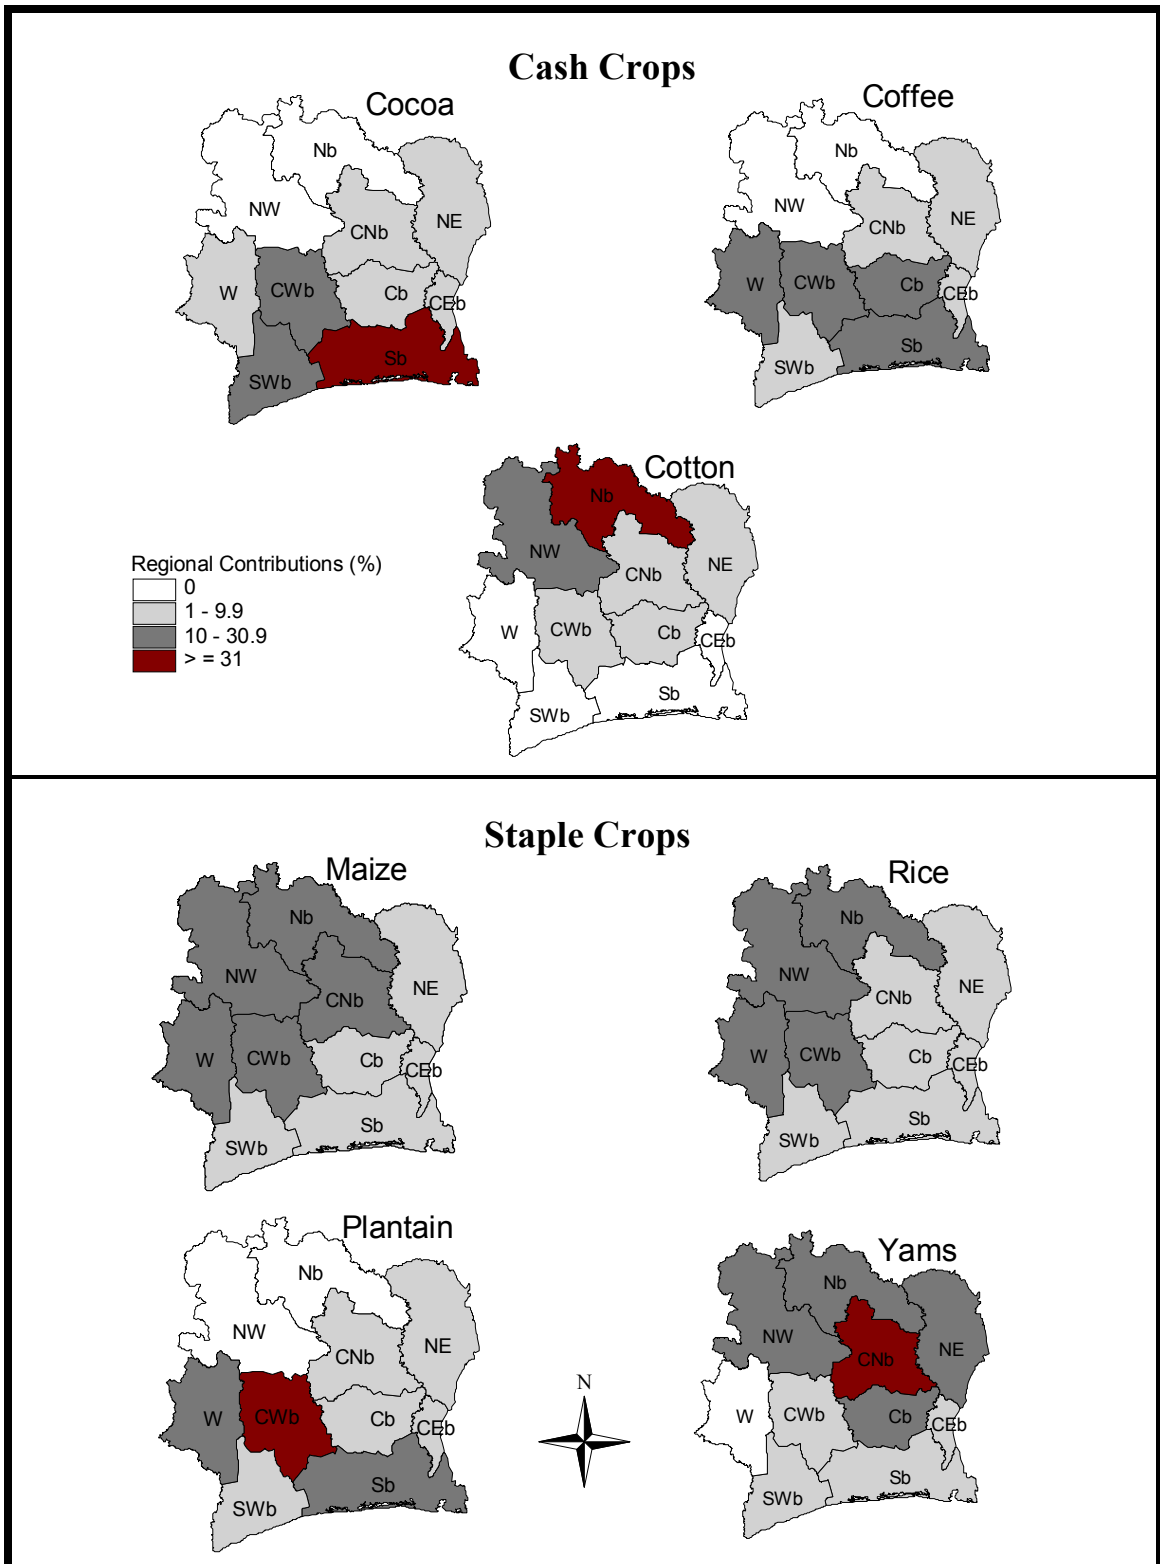 Cash Crops
Cocoa
Nb
NW
NE
CNb
W
CWb
Cb
CEb
Sb
SWb
Coffee
Nb
NW
NE
CNb
W
CWb
Cb
CEb
Sb
SWb
Cotton
Nb
NW
NE
CNb
W
CWb
Cb
CEb
Sb
SWb
Regional Contributions (%)
0
1 - 9.9
10 - 30.9
> = 31
Staple Crops
Maize
Nb
NW
NE
CNb
W
CWb
Cb
CEb
Sb
SWb
Rice
Nb
NW
NE
CNb
W
CWb
Cb
CEb
Sb
SWb
Plantain
Nb
NW
NE
CNb
W
CWb
Cb
CEb
Sb
SWb
N
Yams
Nb
NW
NE
CNb
W
CWb
Cb
CEb
Sb
SWb